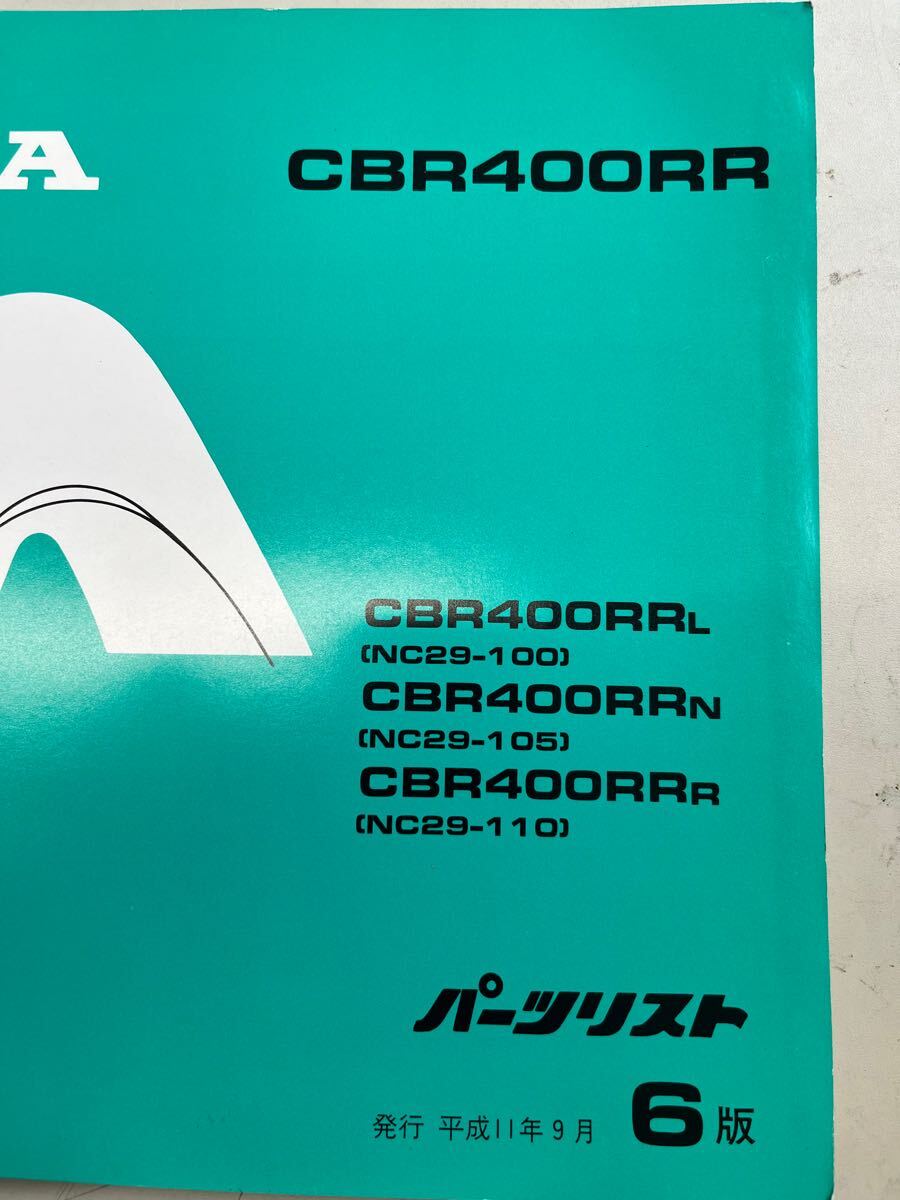 A
CBR400RR
CBR400RRL
(NC29-100)
CBR400RRN
(NC29-105)
CBR400RRR
(NC29-110)
パーツリスト
発行 平成11年9月 6版